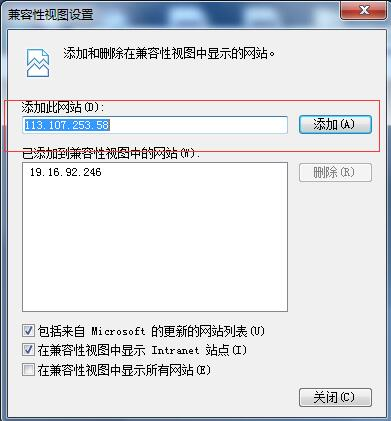 兼容性视图设置
添加和删除在兼容性视图中显示的网站。
添加此网站(D):
113.107.253.58
添加(A)
已添加到兼容性视图中的网站(W):
19.16.92.246
删除(R)
包括来自 Microsoft 的更新的网站列表(U)
在兼容性视图中显示 Intranet 站点(I)
在兼容性视图中显示所有网站(E)
关闭(C)